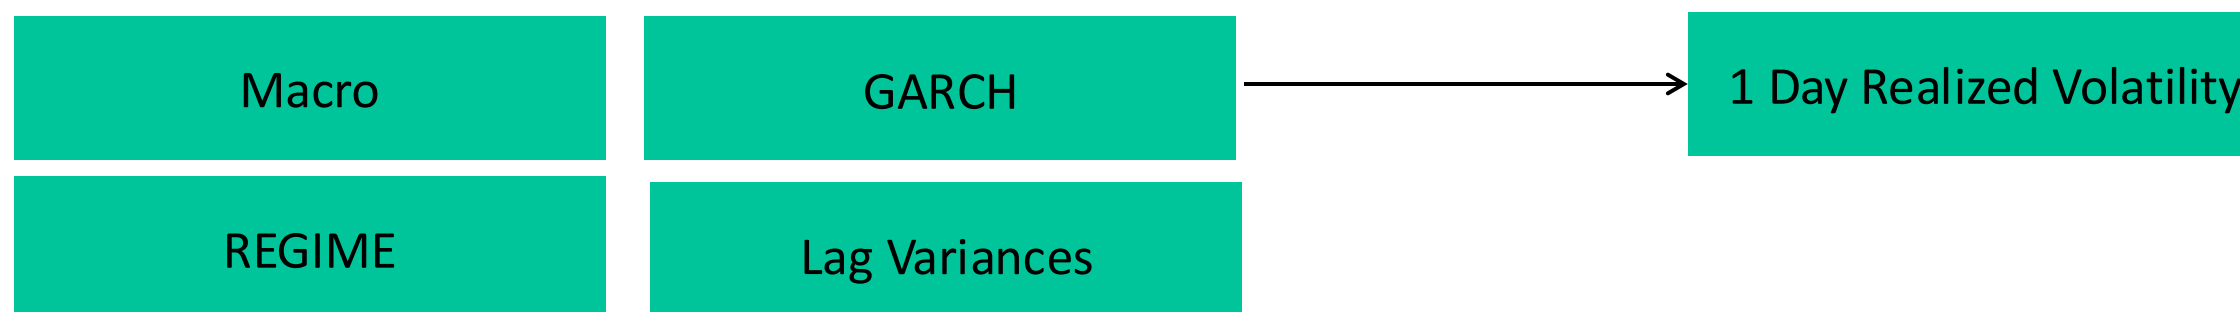 Macro
GARCH
1 Day Realized Volatility
REGIME
Lag Variances